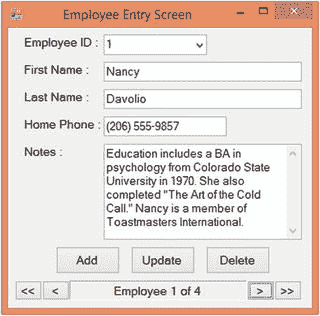 Employee Entry Screen
Employee ID : 1
First Name : Nancy
Last Name : Davolio
Home Phone : (206) 555-9857
Notes : Education includes a BA in
psychology from Colorado State
University in 1970. She also
completed "The Art of the Cold
Call." Nancy is a member of
Toastmasters International.
Add Update Delete
<< < Employee 1 of 4 > >>